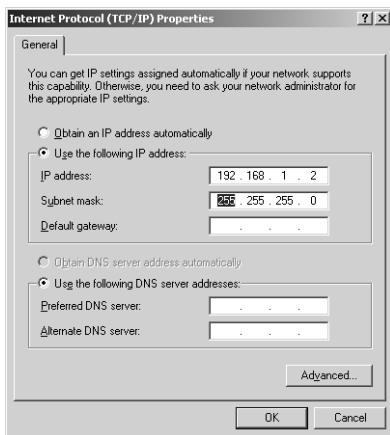 Internet Protocol (TCP/IP) Properties
General
You can get IP settings assigned automatically if your network supports
this capability. Otherwise, you need to ask your network administrator for
the appropriate IP settings.
Obtain an IP address automatically
Use the following IP address:
IP address: 192 . 168 . 1 . 2
Subnet mask: 255 . 255 . 255 . 0
Default gateway: . . .
Obtain DNS server address automatically
Use the following DNS server addresses:
Preferred DNS server: . . .
Alternate DNS server: . . .
Advanced...
OK Cancel